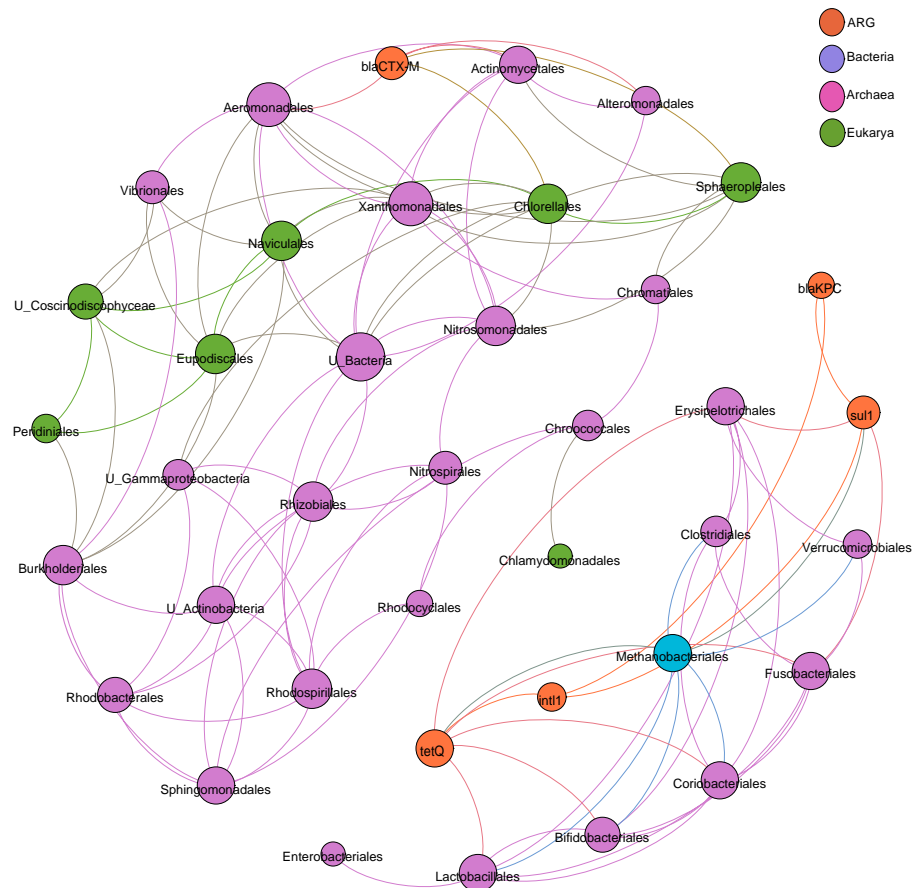 ARG
Bacteria
Archaea
Eukarya
blaCTX-M
Actinomycetales
Aeromonadales
Alteromonadales
Vibrionales
Sphaeropleales
Xanthomonadales
Chlorellales
Naviculales
U_Coscinodiscophyceae
Chromatiales
blaKPC
Nitrosomonadales
Eupodiscales
U_Bacteria
Erysipelotrichales
sul1
Peridiniales
Chroococcales
U_Gammaproteobacteria
Nitrospirales
Rhizobiales
Clostridiales
Verrucomicrobiales
Chlamydomonadales
Burkholderiales
U_Actinobacteria
Rhodocyclales
Methanobacteriales
Fusobacteriales
Rhodobacterales
Rhodospirillales
intI1
tetQ
Sphingomonadales
Coriobacteriales
Bifidobacteriales
Enterobacteriales
Lactobacillales